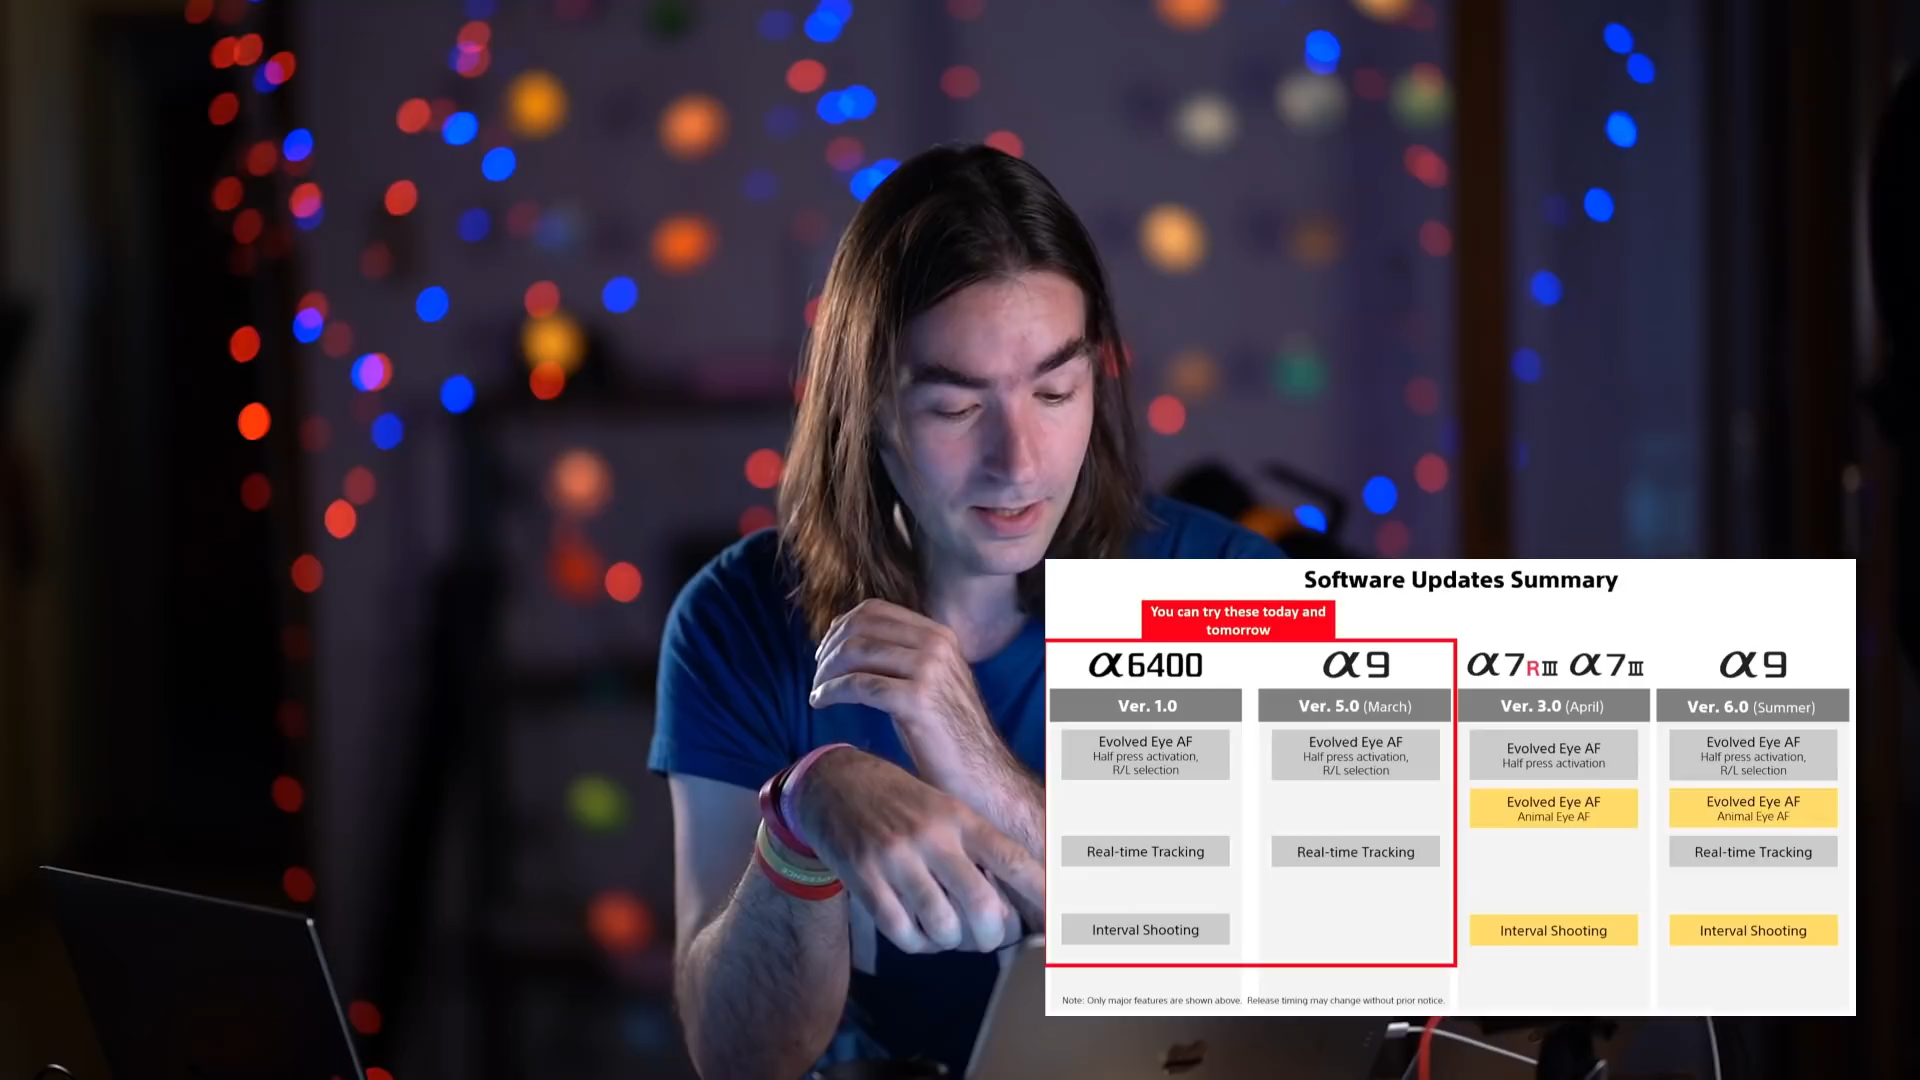 Software Updates Summary
You can try these today and
tomorrow
α6400
α9
α7RIII α7III
α9
Ver. 1.0
Ver. 5.0 (March)
Ver. 3.0 (April)
Ver. 6.0 (Summer)
Evolved Eye AF
Half press activation,
R/L selection
Evolved Eye AF
Half press activation,
R/L selection
Evolved Eye AF
Half press activation
Evolved Eye AF
Half press activation,
R/L selection
Evolved Eye AF
Animal Eye AF
Evolved Eye AF
Animal Eye AF
Real-time Tracking
Real-time Tracking
Real-time Tracking
Interval Shooting
Interval Shooting
Interval Shooting
Note: Only major features are shown above. Release timing may change without prior notice.